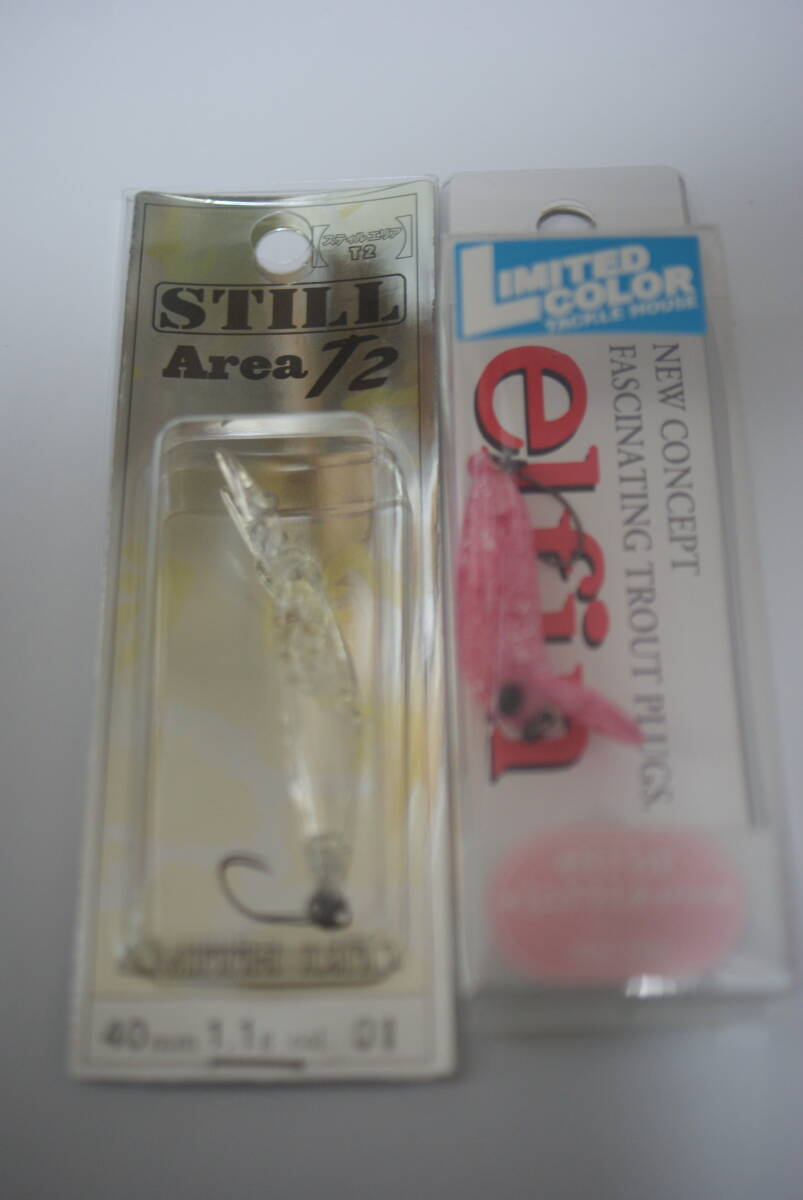 スティルエリア
T2
STILL
Area T2
40mm 1.1g col. 01
LIMITED
COLOR
TACKLE HOUSE
elfin
NEW CONCEPT
FASCINATING TROUT PLUGS.